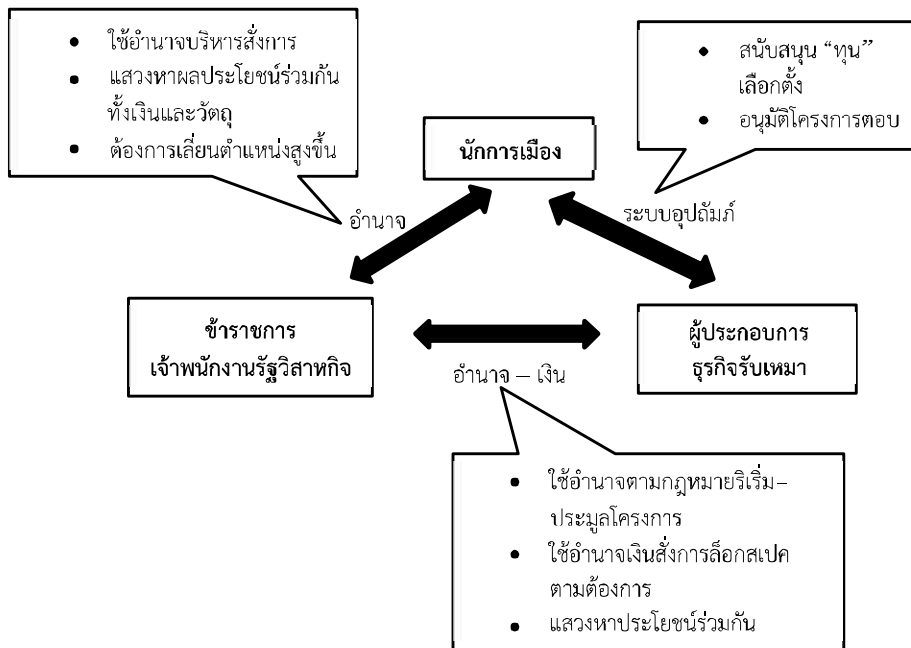 • ใช้อำนาจบริหารสั่งการ
• แสวงหาผลประโยชน์ร่วมกัน
ทั้งเงินและวัตถุ
• ต้องการเลี่ยนตำแหน่งสูงขึ้น
• สนับสนุน “ทุน”
เลือกตั้ง
• อนุมัติโครงการตอบ
นักการเมือง
อำนาจ
ระบบอุปถัมภ์
ข้าราชการ
เจ้าพนักงานรัฐวิสาหกิจ
ผู้ประกอบการ
ธุรกิจรับเหมา
อำนาจ – เงิน
• ใช้อำนาจตามกฎหมายริเริ่ม–
ประมูลโครงการ
• ใช้อำนาจเงินสั่งการล็อกสเปค
ตามต้องการ
• แสวงหาประโยชน์ร่วมกัน